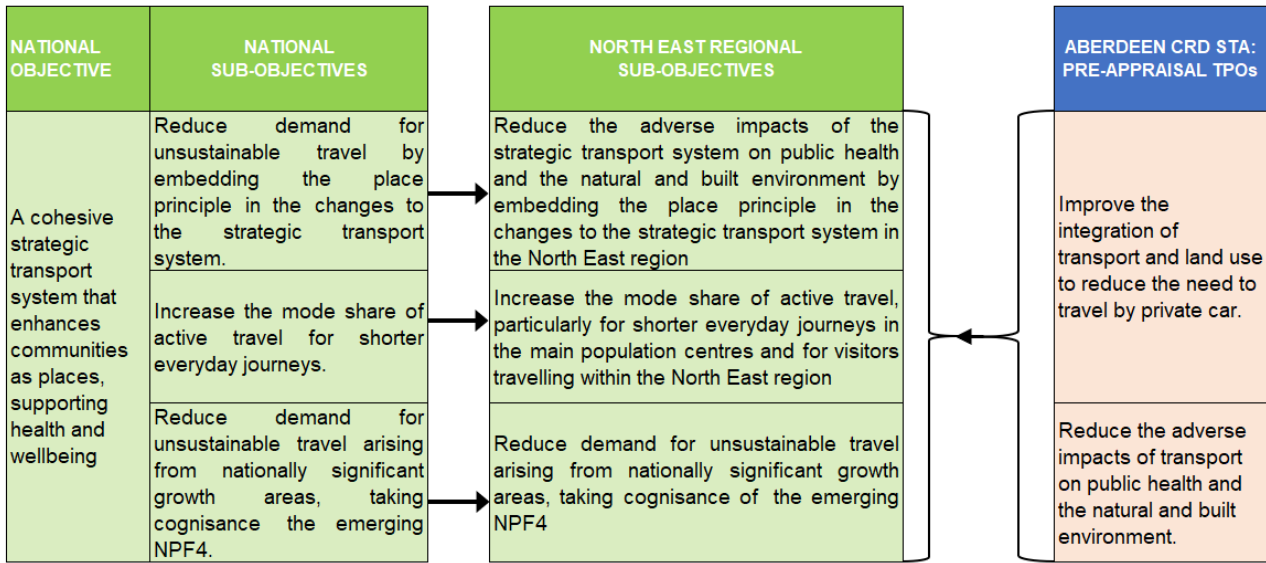 NATIONAL
OBJECTIVE
NATIONAL
SUB-OBJECTIVES
NORTH EAST REGIONAL
SUB-OBJECTIVES
ABERDEEN CRD STA:
PRE-APPRAISAL TPOs
A cohesive
strategic
transport
system that
enhances
communities
as places,
supporting
health and
wellbeing
Reduce demand for
unsustainable travel by
embedding the place
principle in the changes to
the strategic transport
system.
Reduce the adverse impacts of the
strategic transport system on public health
and the natural and built environment by
embedding the place principle in the
changes to the strategic transport system in
the North East region
Increase the mode share of
active travel for shorter
everyday journeys.
Increase the mode share of active travel,
particularly for shorter everyday journeys in
the main population centres and for visitors
travelling within the North East region
Reduce demand for
unsustainable travel arising
from nationally significant
growth areas, taking
cognisance the emerging
NPF4.
Reduce demand for unsustainable travel
arising from nationally significant growth
areas, taking cognisance of the emerging
NPF4
Improve the
integration of
transport and land use
to reduce the need to
travel by private car.
Reduce the adverse
impacts of transport
on public health and
the natural and built
environment.